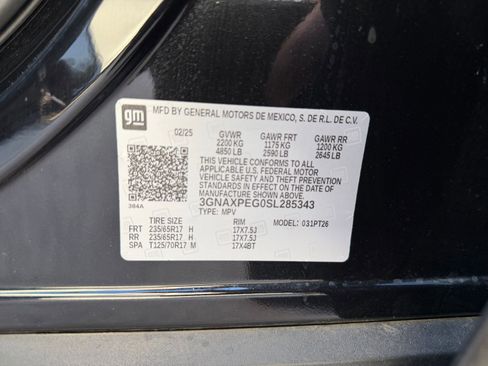 gm
MFD BY GENERAL MOTORS DE MEXICO, S. DE R.L. DE C.V.
02/25 GVWR GAWR FRT GAWR RR
2200 KG 1175 KG 1200 KG
4850 LB 2590 LB 2645 LB
THIS VEHICLE CONFORMS TO ALL
APPLICABLE U.S. FEDERAL MOTOR
VEHICLE SAFETY, BUMPER, AND THEFT
PREVENTION STANDARDS IN EFFECT ON
THE DATE OF MANUFACTURE SHOWN ABOVE.
384A 3GNAXPEG0SL285343
TYPE: MPV MODEL: 031PT26
TIRE SIZE RIM
FRT 235/65R17 H 17X7.5J
RR 235/65R17 H 17X7.5J
SPA T125/70R17 M 17X4BT